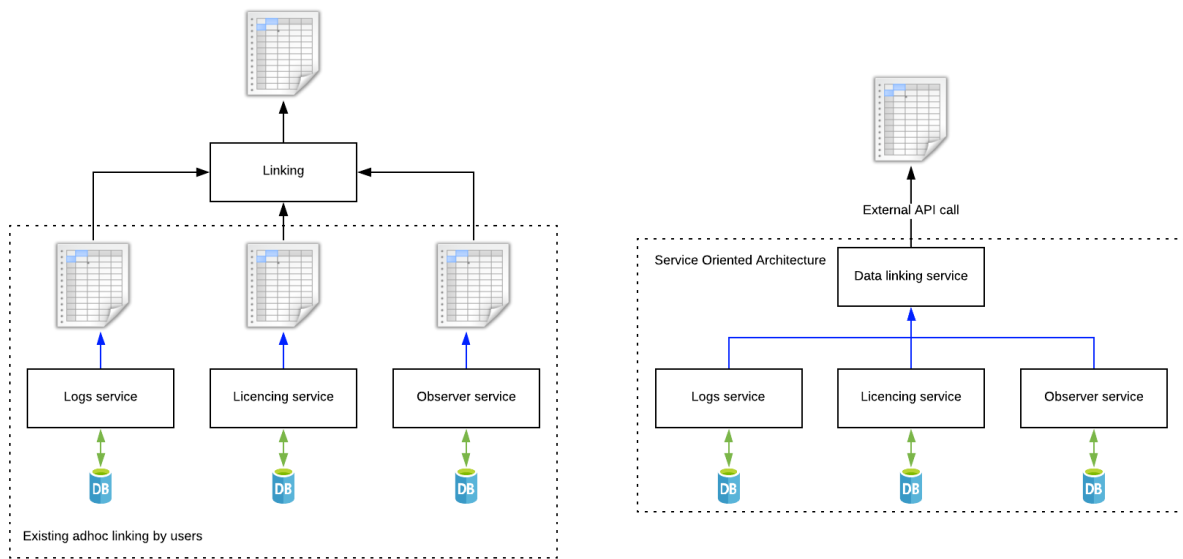 Linking
Logs service
Licencing service
Observer service
DB
DB
DB
Existing adhoc linking by users
External API call
Service Oriented Architecture
Data linking service
Logs service
Licencing service
Observer service
DB
DB
DB